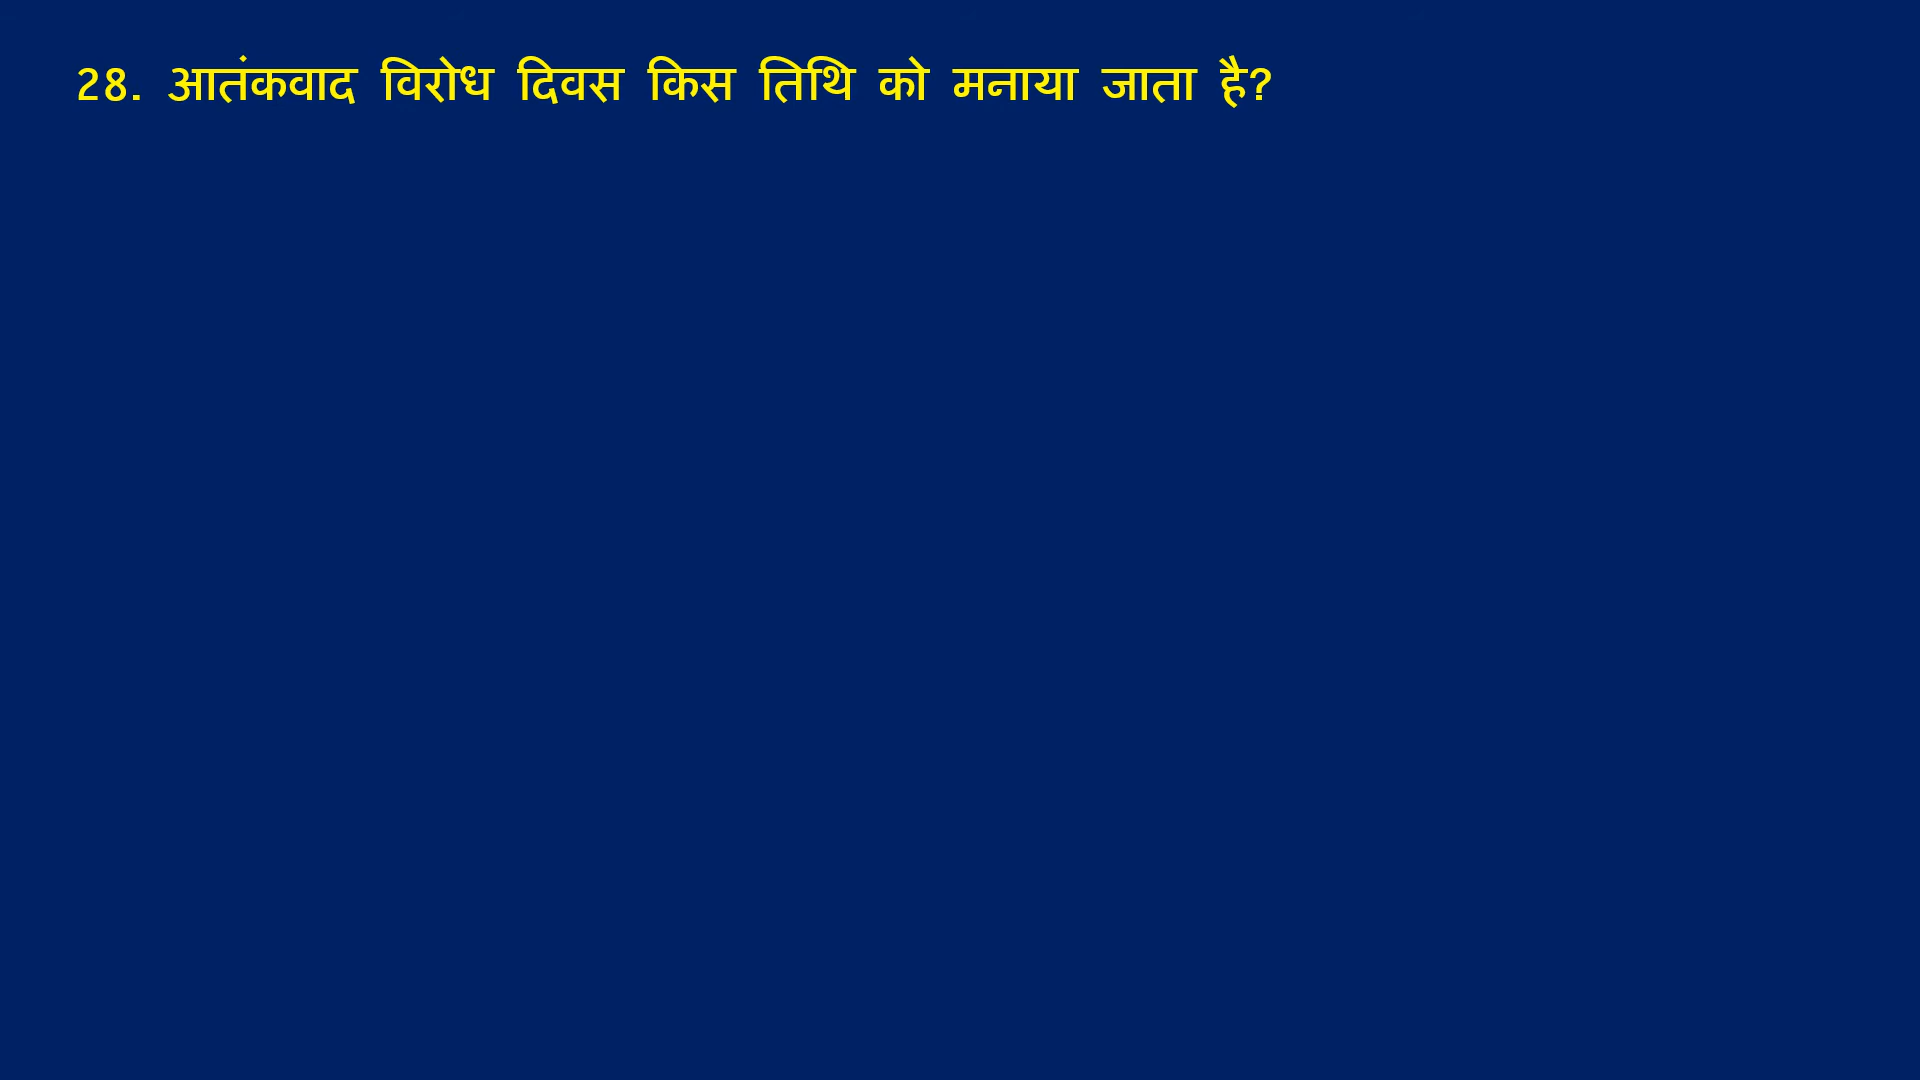 28. आतंकवाद विरोध दिवस किस तिथि को मनाया जाता है?